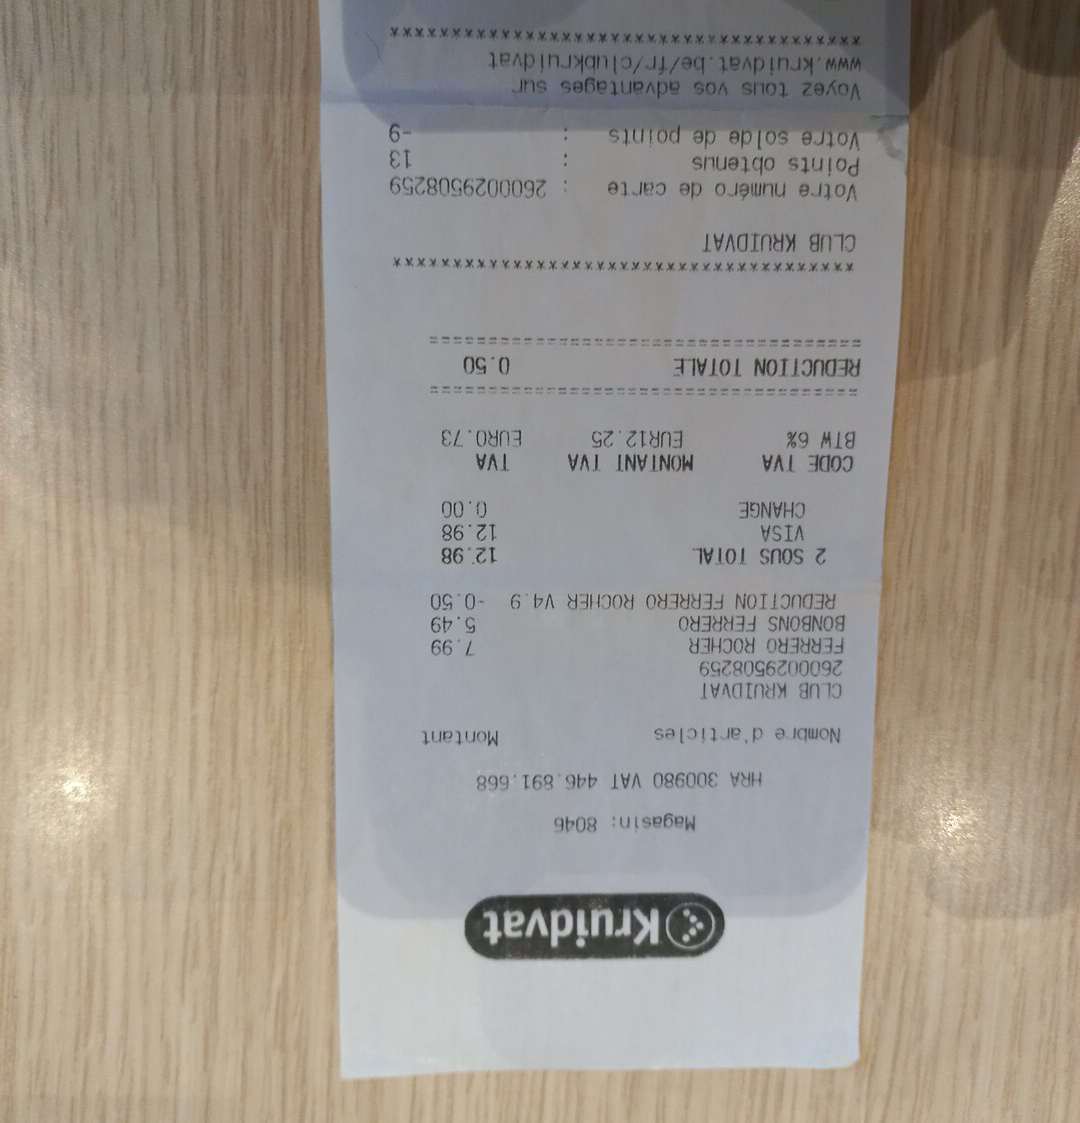 Kruidvat
Magasin: 8046
HRA 300980 VAT 446.891.668
Nombre d'articles Montant
CLUB KRUIDVAT
2600029508259
FERRERO ROCHER 7.99
BONBONS FERRERO 5.49
REDUCTION FERRERO ROCHER V4.9 -0.50
2 SOUS TOTAL 12.98
VISA 12.98
CHANGE 0.00
CODE TVA MONTANT TVA TVA
BTW 6% EUR12.25 EUR0.73
==========================================
REDUCTION TOTALE 0.50
==========================================
****************************************
CLUB KRUIDVAT
Votre numéro de carte : 2600029508259
Points obtenus : 13
Votre solde de points : -9
Voyez tous vos advantages sur
www.kruidvat.be/fr/clubkruidvat
****************************************